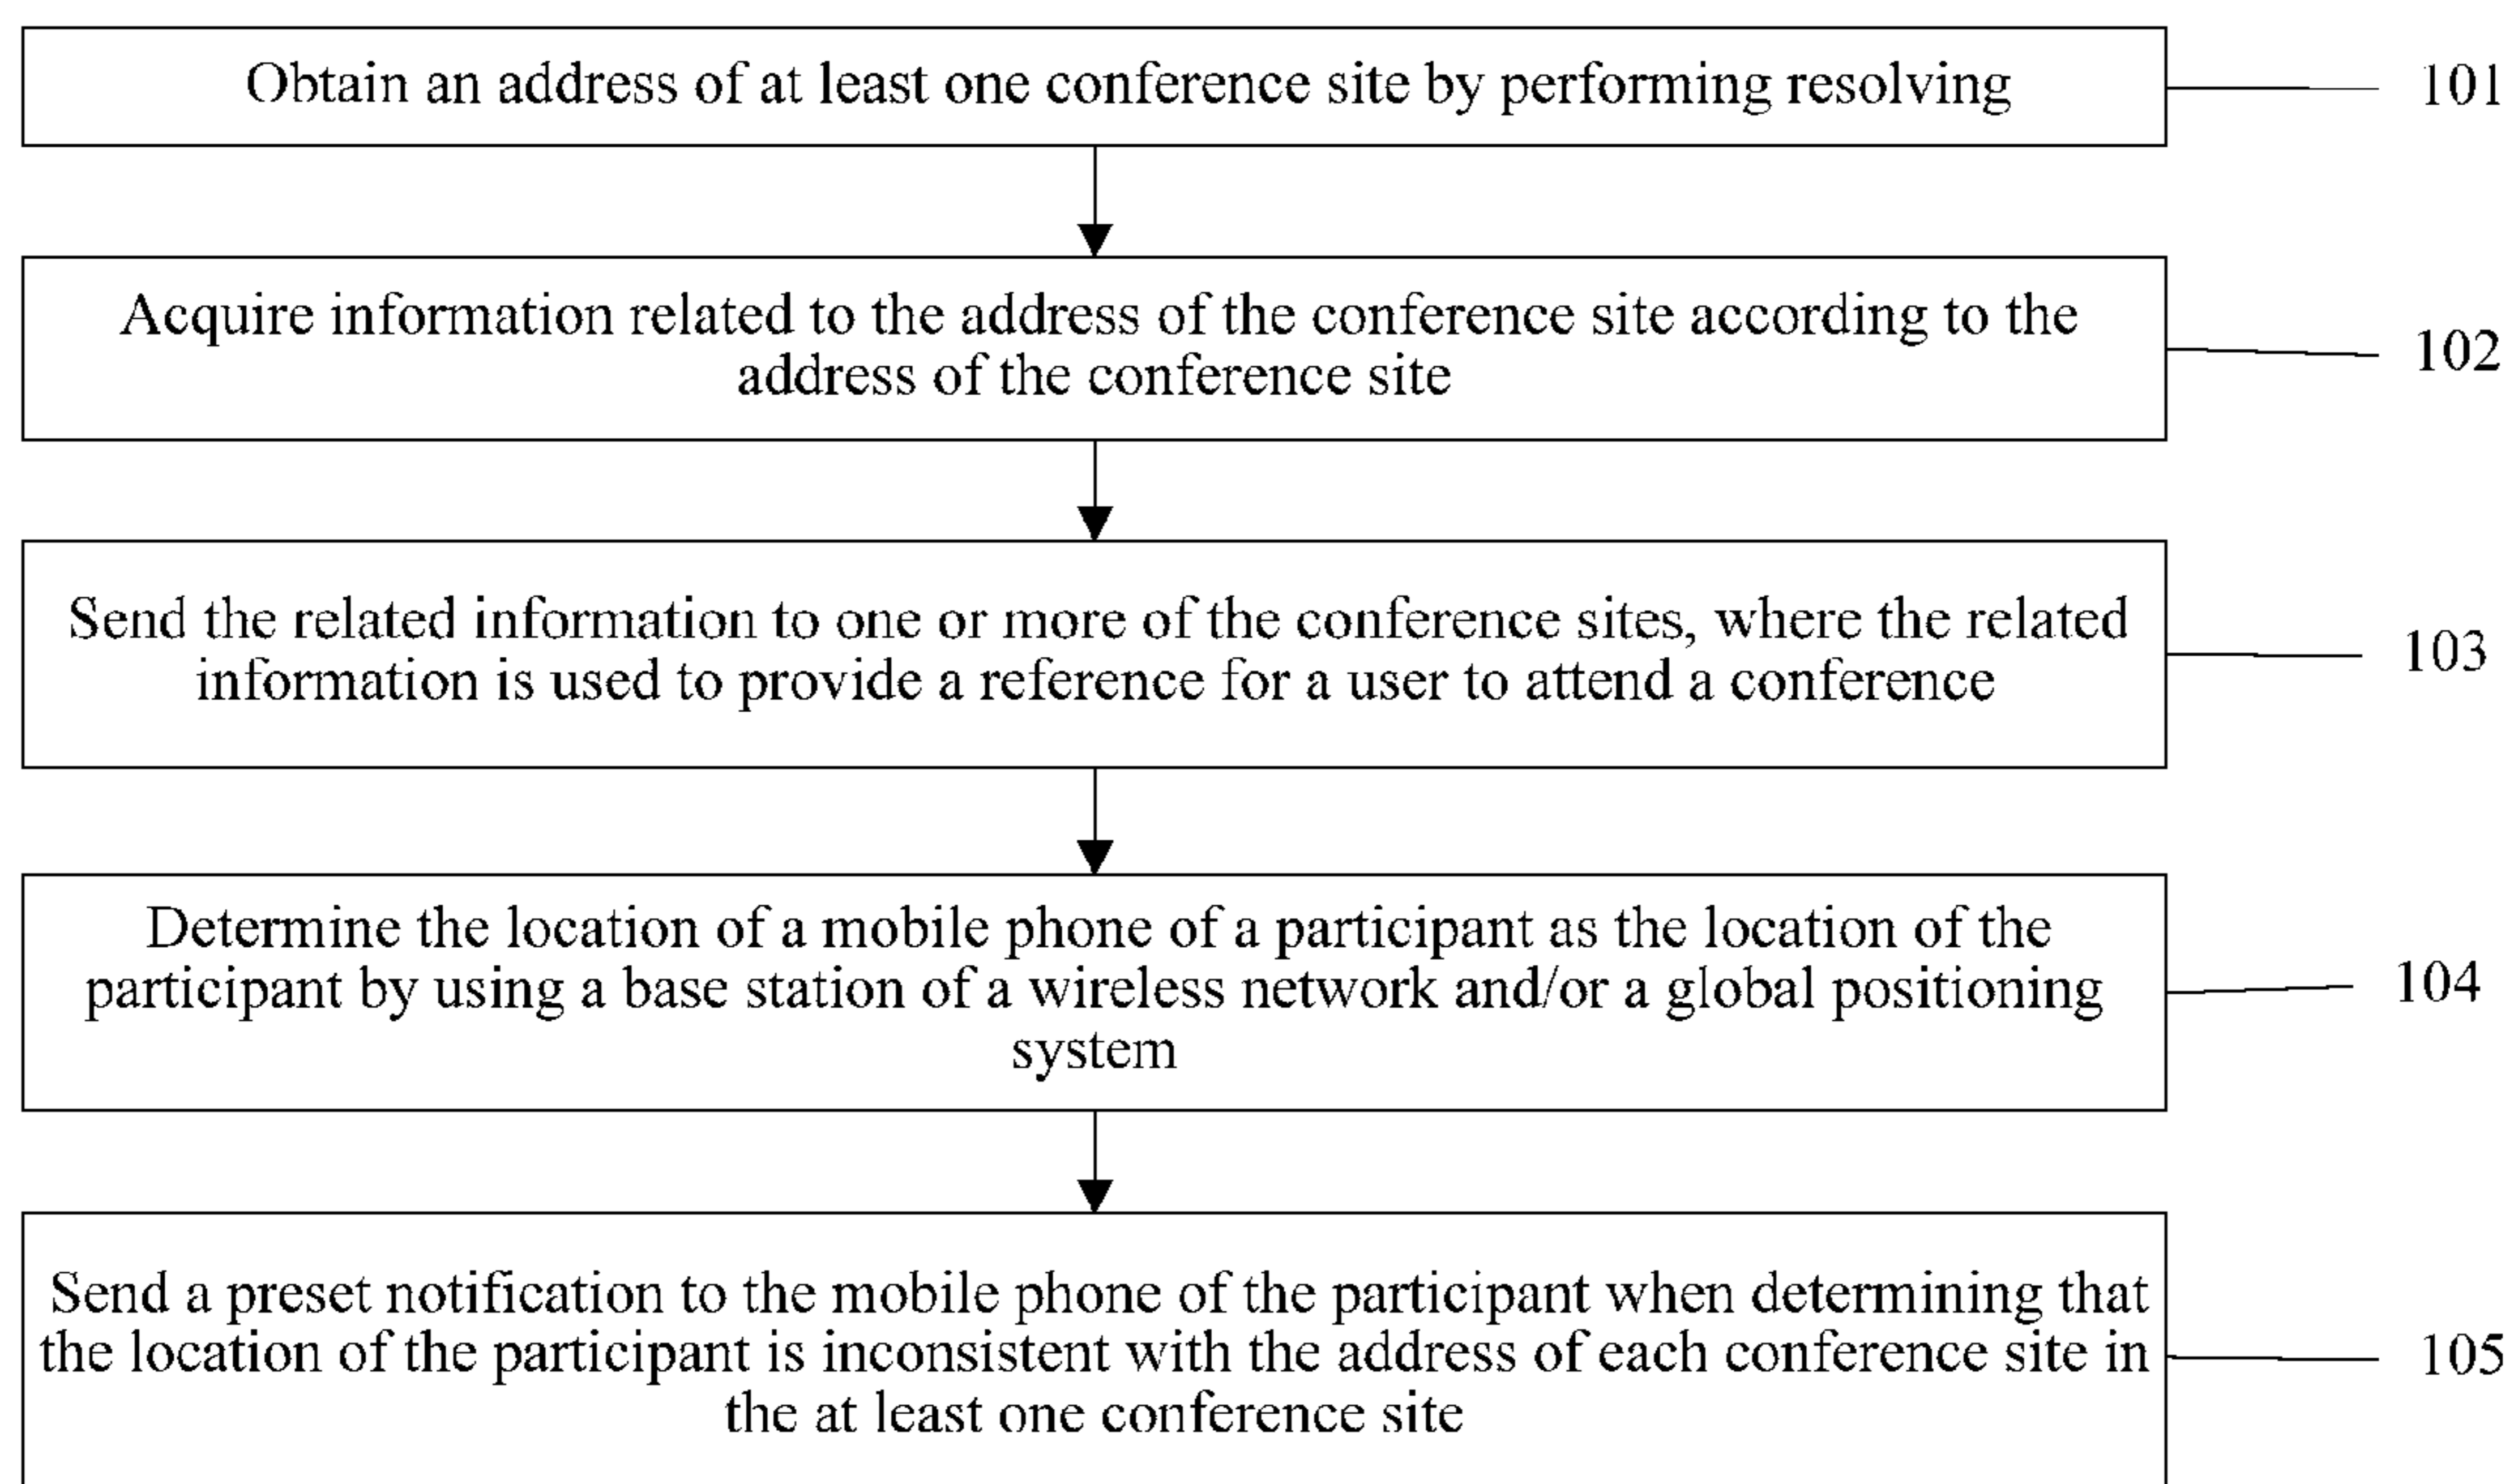 Obtain an address of at least one conference site by performing resolving
101
Acquire information related to the address of the conference site according to the
address of the conference site
102
Send the related information to one or more of the conference sites, where the related
information is used to provide a reference for a user to attend a conference
103
Determine the location of a mobile phone of a participant as the location of the
participant by using a base station of a wireless network and/or a global positioning
system
104
Send a preset notification to the mobile phone of the participant when determining that
the location of the participant is inconsistent with the address of each conference site in
the at least one conference site
105